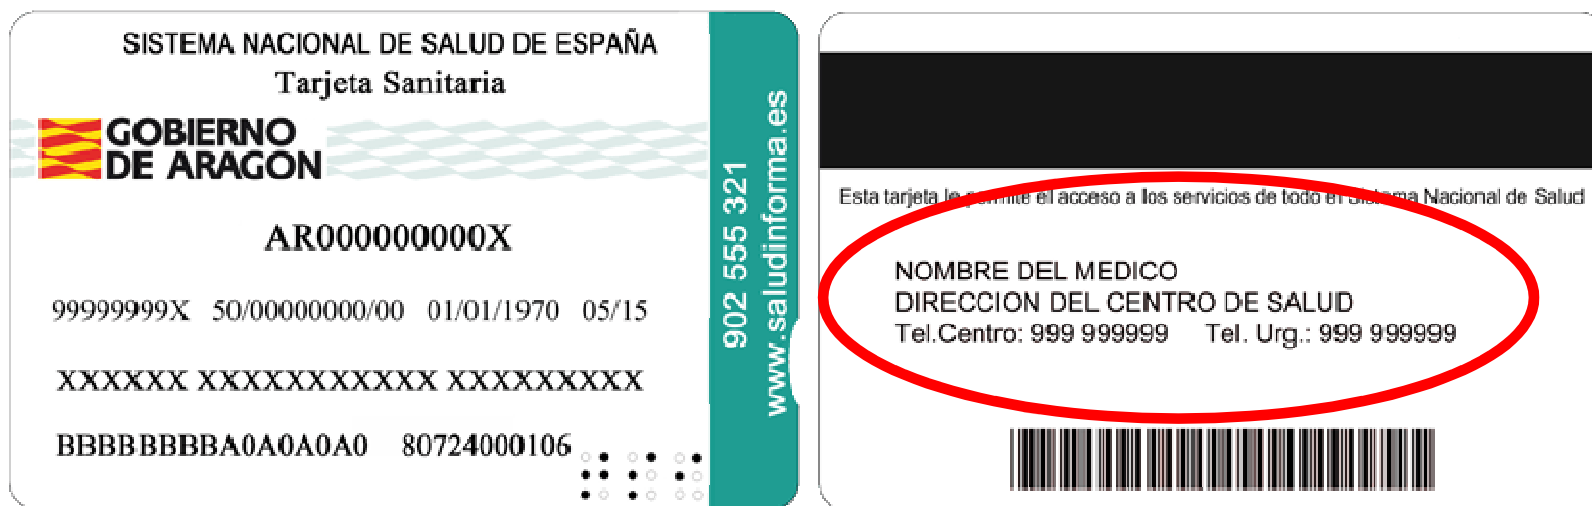 SISTEMA NACIONAL DE SALUD DE ESPAÑA
Tarjeta Sanitaria
GOBIERNO
DE ARAGON
AR000000000X
99999999X 50/00000000/00 01/01/1970 05/15
XXXXXX XXXXXXXXXXX XXXXXXXXX
BBBBBBBBBA0A0A0A0 80724000106
902 555 321
www.saludinforma.es
Esta tarjeta le permite el acceso a los servicios de todo el Sistema Nacional de Salud
NOMBRE DEL MEDICO
DIRECCION DEL CENTRO DE SALUD
Tel.Centro: 999 999999 Tel. Urg.: 999 999999